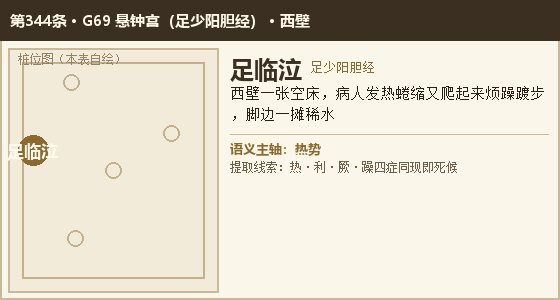 第344条・G69 悬钟宫（足少阳胆经）・西壁
桩位图（本表自绘）
足临泣
足临泣 足少阳胆经
西壁一张空床，病人发热蜷缩又爬起来烦躁踱步
，脚边一摊稀水
语义主轴：热势
提取线索：热・利・厥・躁四症同现即死候